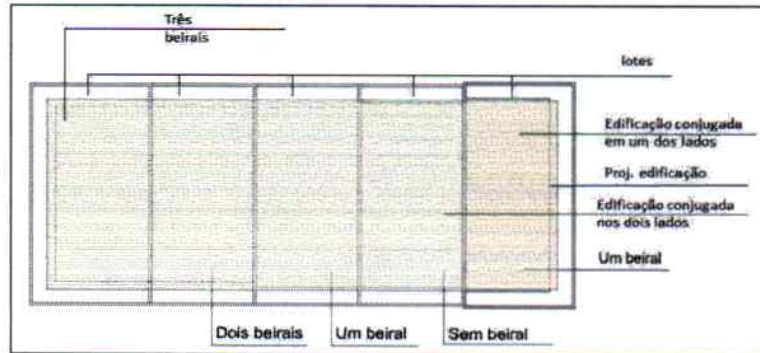 Três
beirais
lotes
Edificação conjugada
em um dos lados
Proj. edificação
Edificação conjugada
nos dois lados
Um beiral
Dois beirais
Um beiral
Sem beiral